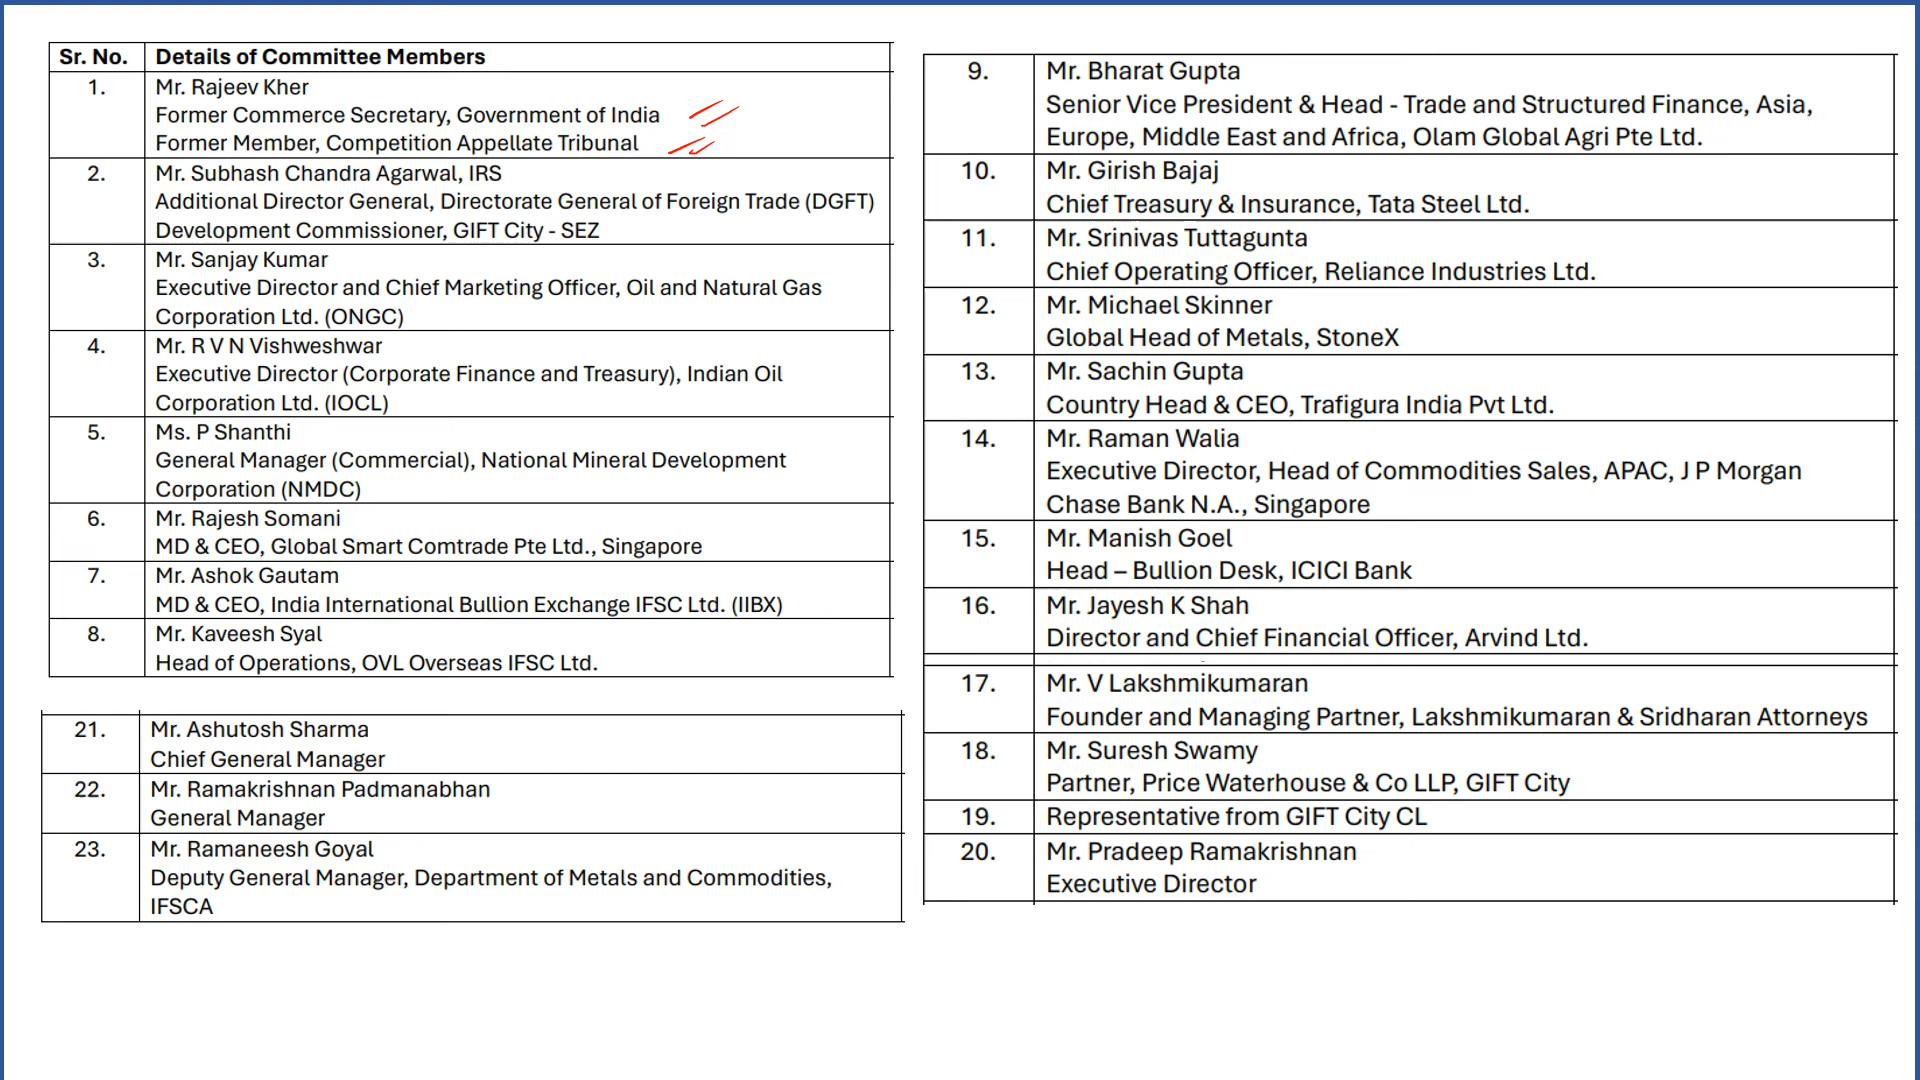 Sr. No. Details of Committee Members
1. Mr. Rajeev Kher
Former Commerce Secretary, Government of India
Former Member, Competition Appellate Tribunal
2. Mr. Subhash Chandra Agarwal, IRS
Additional Director General, Directorate General of Foreign Trade (DGFT)
Development Commissioner, GIFT City - SEZ
3. Mr. Sanjay Kumar
Executive Director and Chief Marketing Officer, Oil and Natural Gas
Corporation Ltd. (ONGC)
4. Mr. R V N Vishweshwar
Executive Director (Corporate Finance and Treasury), Indian Oil
Corporation Ltd. (IOCL)
5. Ms. P Shanthi
General Manager (Commercial), National Mineral Development
Corporation (NMDC)
6. Mr. Rajesh Somani
MD & CEO, Global Smart Comtrade Pte Ltd., Singapore
7. Mr. Ashok Gautam
MD & CEO, India International Bullion Exchange IFSC Ltd. (IIBX)
8. Mr. Kaveesh Syal
Head of Operations, OVL Overseas IFSC Ltd.
9. Mr. Bharat Gupta
Senior Vice President & Head - Trade and Structured Finance, Asia,
Europe, Middle East and Africa, Olam Global Agri Pte Ltd.
10. Mr. Girish Bajaj
Chief Treasury & Insurance, Tata Steel Ltd.
11. Mr. Srinivas Tuttagunta
Chief Operating Officer, Reliance Industries Ltd.
12. Mr. Michael Skinner
Global Head of Metals, StoneX
13. Mr. Sachin Gupta
Country Head & CEO, Trafigura India Pvt Ltd.
14. Mr. Raman Walia
Executive Director, Head of Commodities Sales, APAC, J P Morgan
Chase Bank N.A., Singapore
15. Mr. Manish Goel
Head – Bullion Desk, ICICI Bank
16. Mr. Jayesh K Shah
Director and Chief Financial Officer, Arvind Ltd.
17. Mr. V Lakshmikumaran
Founder and Managing Partner, Lakshmikumaran & Sridharan Attorneys
18. Mr. Suresh Swamy
Partner, Price Waterhouse & Co LLP, GIFT City
19. Representative from GIFT City CL
20. Mr. Pradeep Ramakrishnan
Executive Director
21. Mr. Ashutosh Sharma
Chief General Manager
22. Mr. Ramakrishnan Padmanabhan
General Manager
23. Mr. Ramaneesh Goyal
Deputy General Manager, Department of Metals and Commodities,
IFSCA